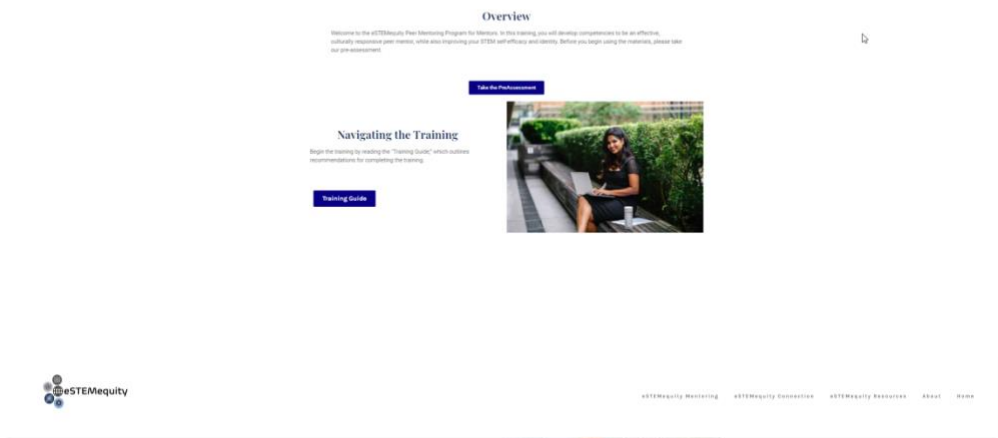 Overview
Welcome to the eSTEMequity Peer Mentoring Program for Mentors. In this training, you will develop competencies to be an effective,
culturally responsive peer mentor, while also improving your STEM self-efficacy and identity. Before you begin using the materials, please take
our pre-assessment.
Take the PreAssessment
Navigating the Training
Begin the training by reading the "Training Guide," which outlines
recommendations for completing the training.
Training Guide
eSTEMequity
eSTEMequity Mentoring eSTEMequity Connection eSTEMequity Resources About Home